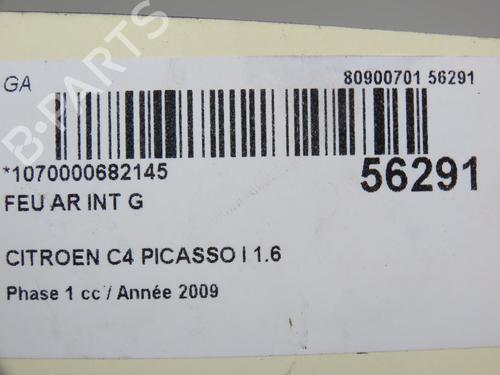 GA
80900701 56291
*1070000682145
56291
FEU AR INT G
CITROEN C4 PICASSO I 1.6
Phase 1 cc / Année 2009
B-PARTS